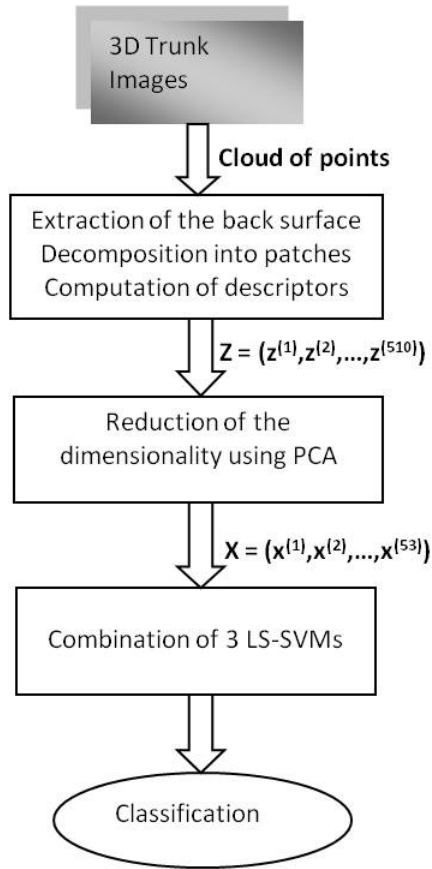 3D Trunk
Images
Cloud of points
Extraction of the back surface
Decomposition into patches
Computation of descriptors
Z = (z⁽¹⁾,z⁽²⁾,...,z⁽⁵¹⁰⁾)
Reduction of the
dimensionality using PCA
X = (x⁽¹⁾,x⁽²⁾,...,x⁽⁵³⁾)
Combination of 3 LS-SVMs
Classification